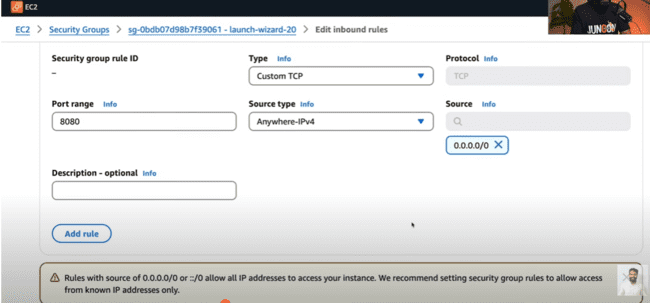 EC2
EC2 > Security Groups > sg-0bdb07d98b7f39061 - launch-wizard-20 > Edit inbound rules
JUNOON
Security group rule ID
–
Type Info
Custom TCP
Protocol
TCP
Port range Info
8080
Source type Info
Anywhere-IPv4
Source Info
0.0.0.0/0
Description - optional Info
Add rule
Rules with source of 0.0.0.0/0 or ::/0 allow all IP addresses to access your instance. We recommend setting security group rules to allow access
from known IP addresses only.